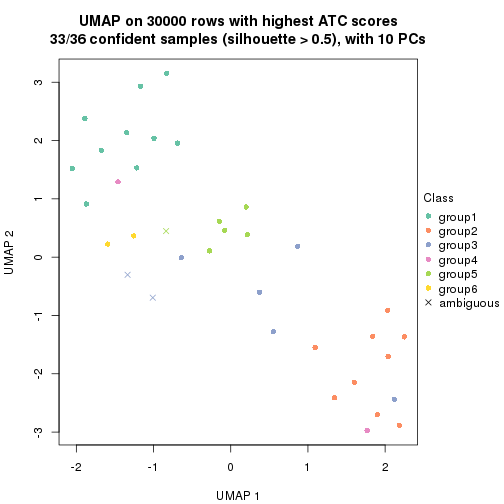 UMAP on 30000 rows with highest ATC scores
33/36 confident samples (silhouette > 0.5), with 10 PCs
3
2
1
0
-1
-2
-3
UMAP 2
-2
-1
0
1
2
UMAP 1
Class
group1
group2
group3
group4
group5
group6
ambiguous